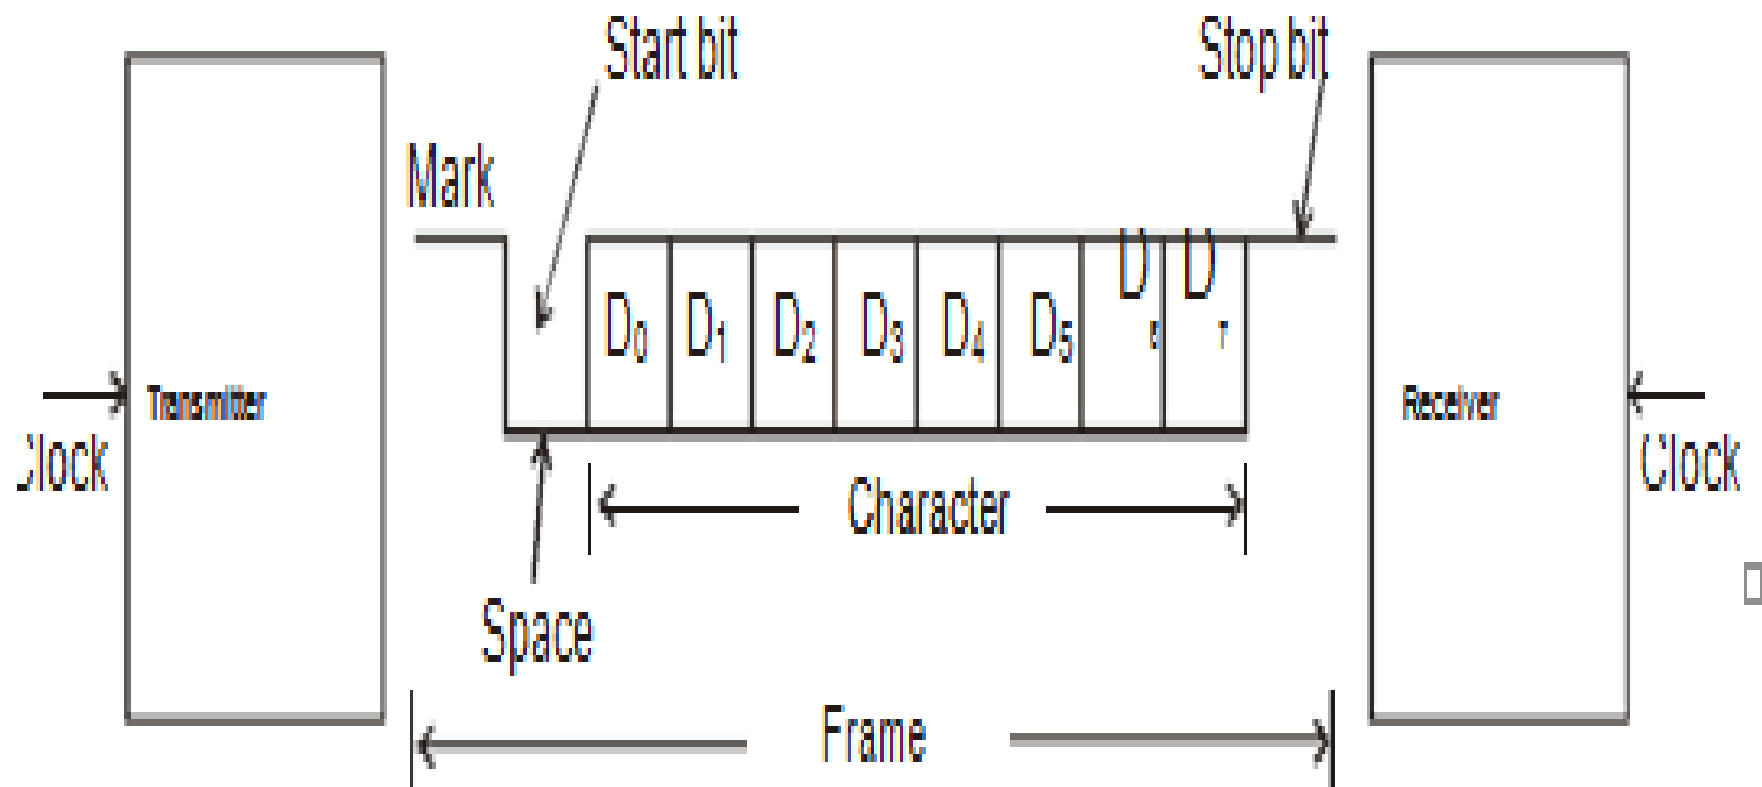 Start bit
Stop bit
Mark
D0 D1 D2 D3 D4 D5 D D
Transmitter
Receiver
lock
Clock
Character
Space
Frame